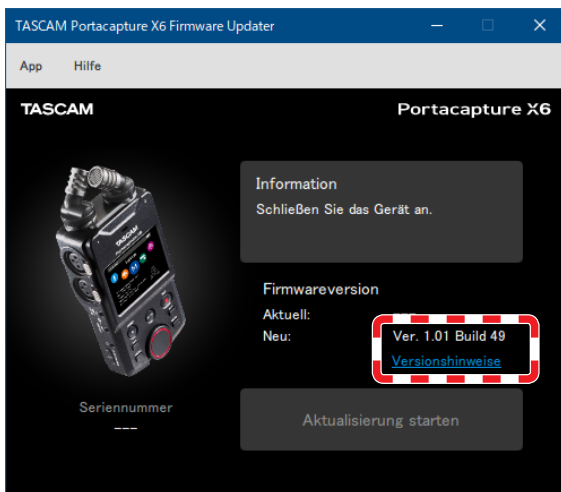 TASCAM Portacapture X6 Firmware Updater
App Hilfe
TASCAM Portacapture X6
Information
Schließen Sie das Gerät an.
Firmwareversion
Aktuell: ---
Neu: Ver. 1.01 Build 49
Versionshinweise
Seriennummer
---
Aktualisierung starten